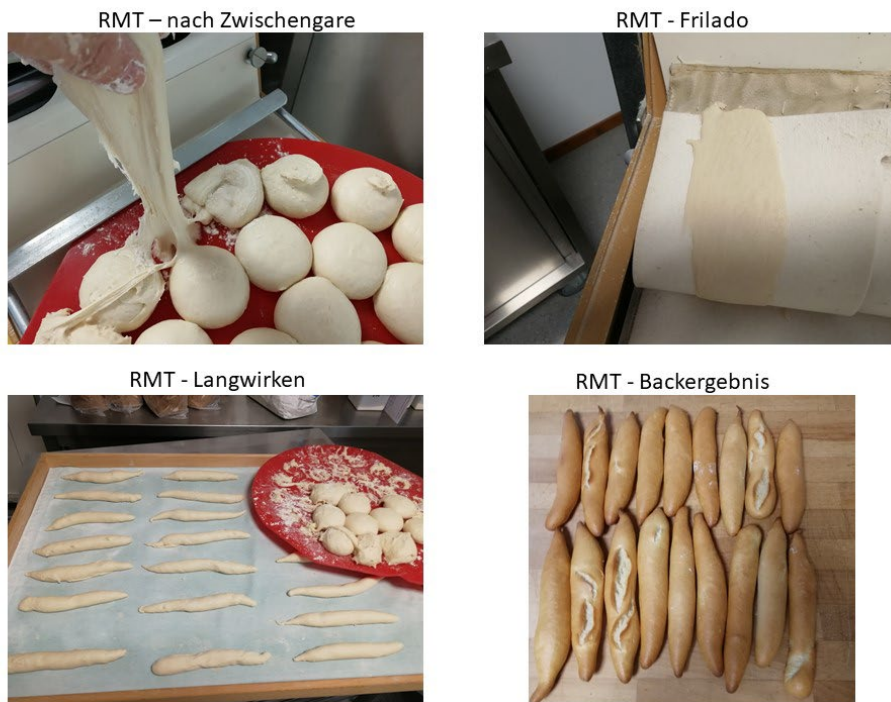 RMT – nach Zwischengare
RMT - Frilado
RMT - Langwirken
RMT - Backergebnis